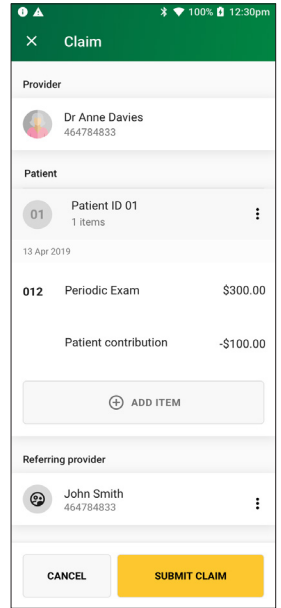 100% 12:30pm
Claim
Provider
Dr Anne Davies
464784833
Patient
01 Patient ID 01
1 items
13 Apr 2019
012 Periodic Exam $300.00
Patient contribution -$100.00
ADD ITEM
Referring provider
John Smith
464784833
CANCEL SUBMIT CLAIM